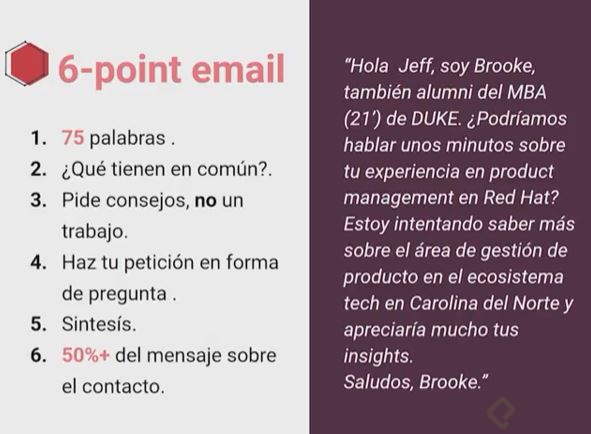 6-point email
1. 75 palabras .
2. ¿Qué tienen en común?.
3. Pide consejos, no un
trabajo.
4. Haz tu petición en forma
de pregunta .
5. Sintesís.
6. 50%+ del mensaje sobre
el contacto.
“Hola  Jeff, soy Brooke,
también alumni del MBA
(21’) de DUKE. ¿Podríamos
hablar unos minutos sobre
tu experiencia en product
management en Red Hat?
Estoy intentando saber más
sobre el área de gestión de
producto en el ecosistema
tech en Carolina del Norte y
apreciaría mucho tus
insights.
Saludos, Brooke.”